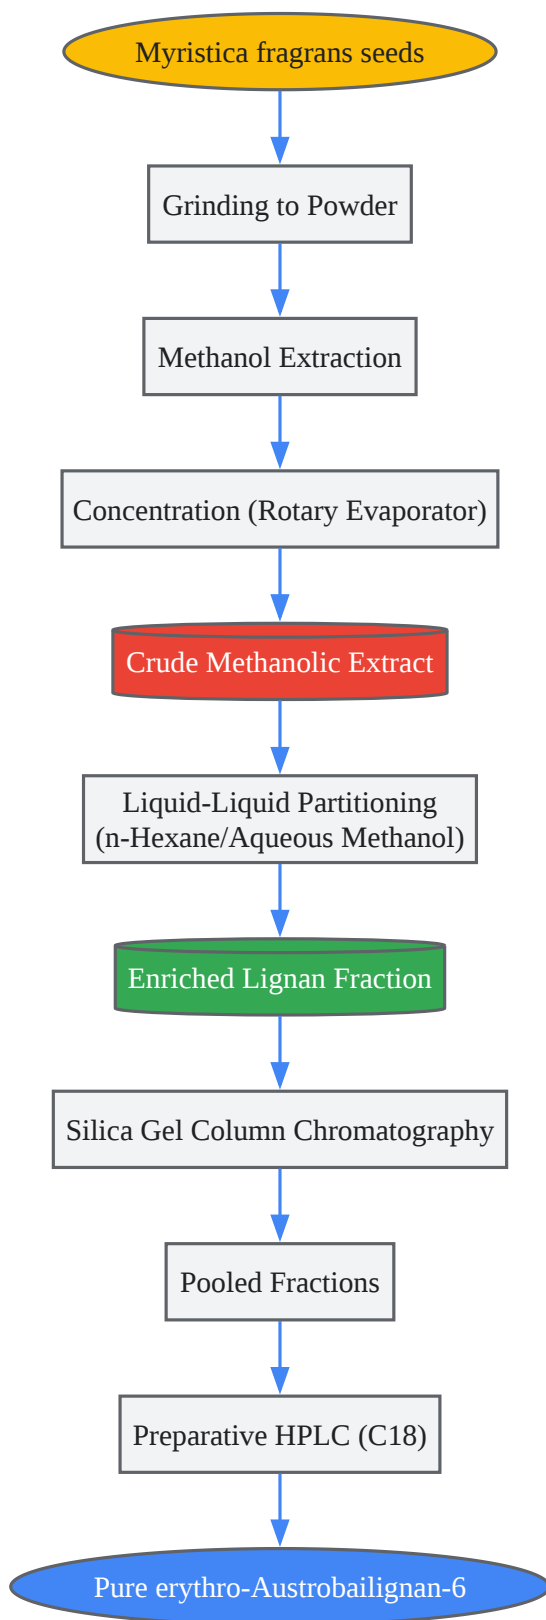 Myristica fragrans seeds
Grinding to Powder
Methanol Extraction
Concentration (Rotary Evaporator)
Crude Methanolic Extract
Liquid-Liquid Partitioning
(n-Hexane/Aqueous Methanol)
Enriched Lignan Fraction
Silica Gel Column Chromatography
Pooled Fractions
Preparative HPLC (C18)
Pure erythro-Austrobailignan-6